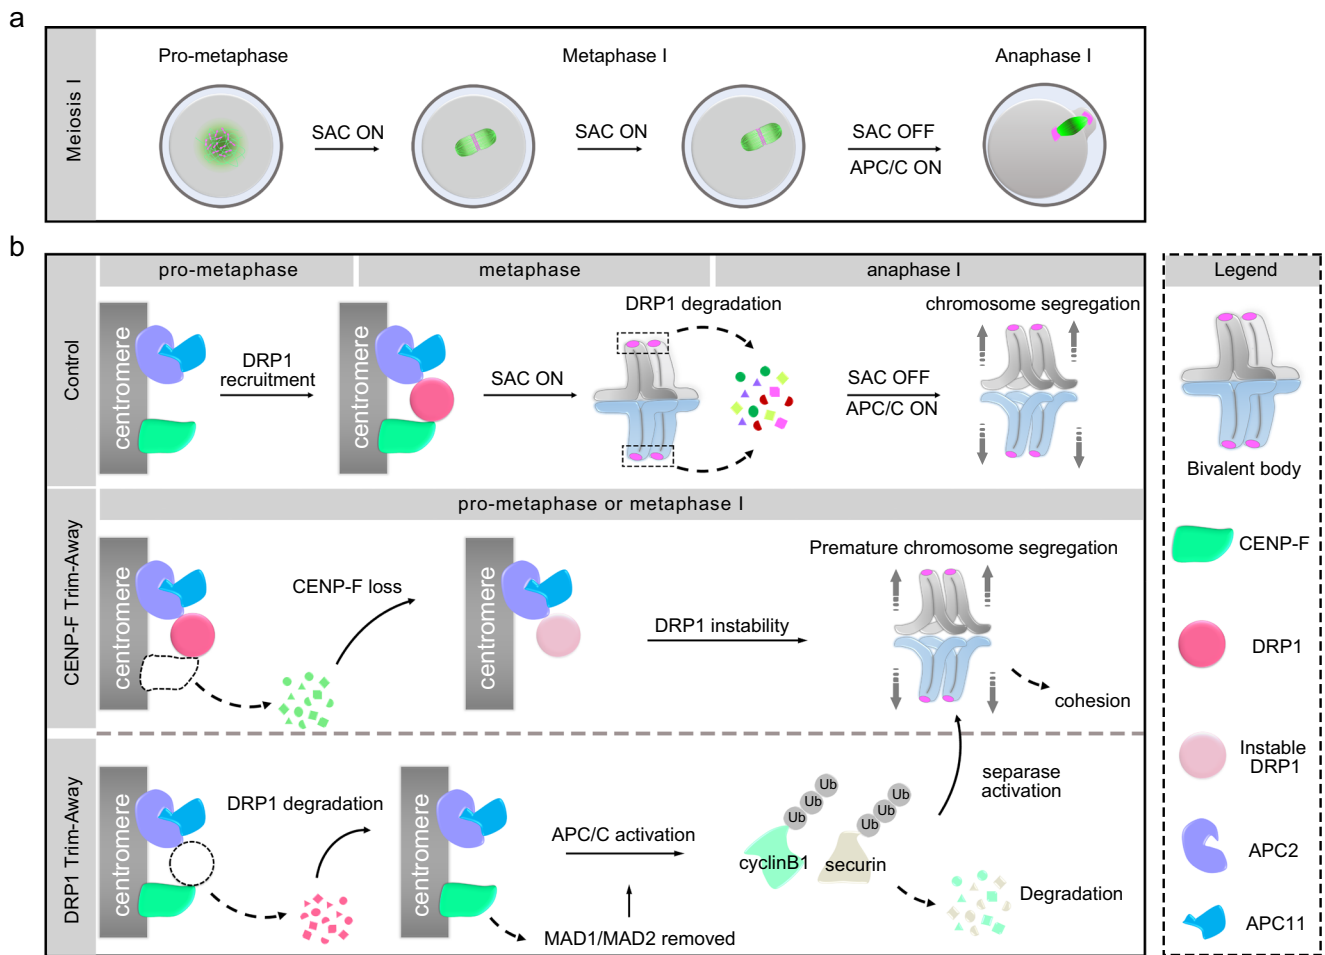 a
Meiosis I
Pro-metaphase
Metaphase I
Anaphase I
SAC ON
SAC ON
SAC OFF
APC/C ON
b
pro-metaphase
metaphase
anaphase I
Control
centromere
DRP1
recruitment
centromere
SAC ON
DRP1 degradation
SAC OFF
APC/C ON
chromosome segregation
pro-metaphase or metaphase I
CENP-F Trim-Away
centromere
CENP-F loss
centromere
DRP1 instability
Premature chromosome segregation
cohesion
DRP1 Trim-Away
centromere
DRP1 degradation
centromere
APC/C activation
MAD1/MAD2 removed
Ub
Ub
Ub
cyclinB1
Ub
Ub
Ub
securin
separase
activation
Degradation
Legend
Bivalent body
CENP-F
DRP1
Instable
DRP1
APC2
APC11